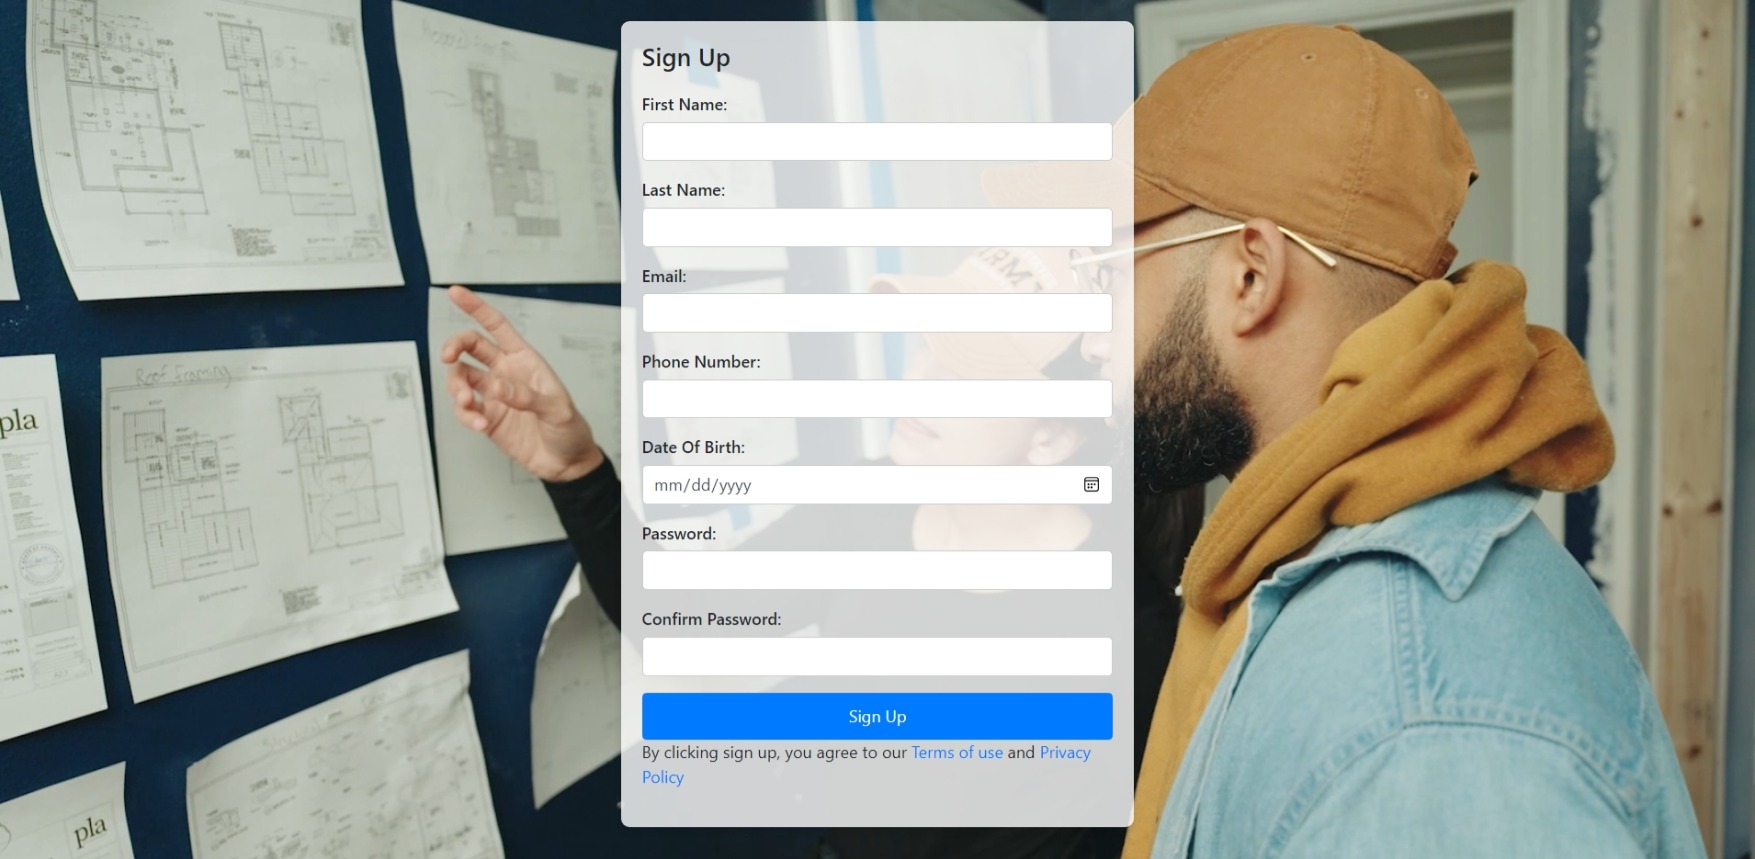 Sign Up
First Name:
Last Name:
Email:
Phone Number:
Date Of Birth:
mm/dd/yyyy
Password:
Confirm Password:
Sign Up
By clicking sign up, you agree to our Terms of use and Privacy
Policy
Roof Framing
pla
pla
pla